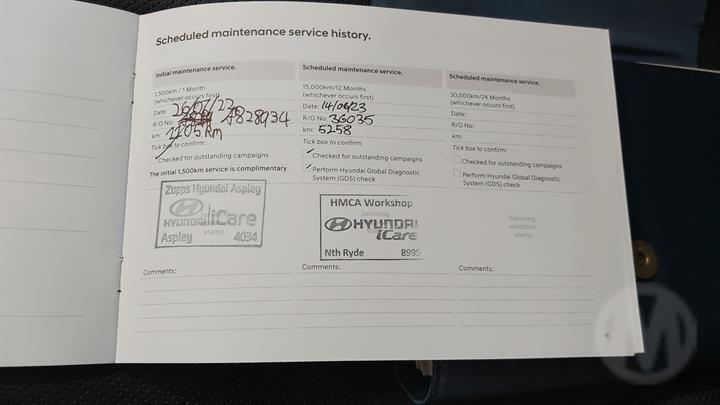 Scheduled maintenance service history.
Initial maintenance service.
1,500km / 1 Month
(whichever occurs first)
Date: 26/07/22
R/O No: A828934
km: 1105 km
Tick box to confirm:
Checked for outstanding campaigns
The initial 1,500km service is complimentary
Zupps Hyundai Aspley
HYUNDAI iCare
Servicing
stamp
Aspley 4034
Comments:
Scheduled maintenance service.
15,000km/12 Months
(whichever occurs first)
Date: 14/06/23
R/O No: 36035
km: 5258
Tick box to confirm:
Checked for outstanding campaigns
Perform Hyundai Global Diagnostic
System (GDS) check
HMCA Workshop
Servicing
HYUNDAI
iCare
stamp
Nth Ryde 8999
Comments:
Scheduled maintenance service.
30,000km/24 Months
(whichever occurs first)
Date:
R/O No:
km:
Tick box to confirm:
Checked for outstanding campaigns
Perform Hyundai Global Diagnostic
System (GDS) check
Servicing
validation
stamp
Comments: